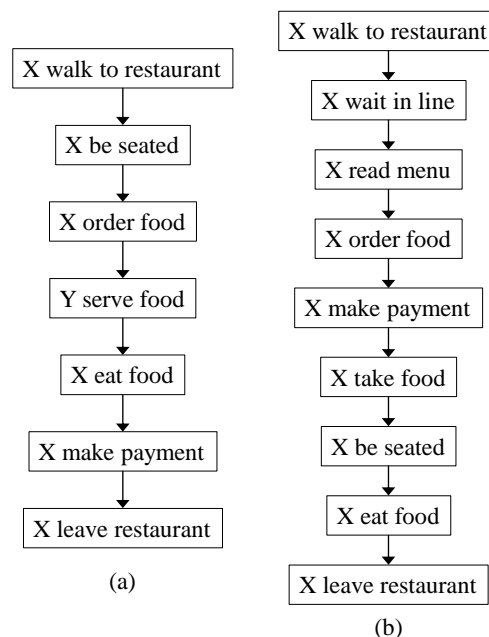 X walk to restaurant
X be seated
X order food
Y serve food
X eat food
X make payment
X leave restaurant
(a)
X walk to restaurant
X wait in line
X read menu
X order food
X make payment
X take food
X be seated
X eat food
X leave restaurant
(b)